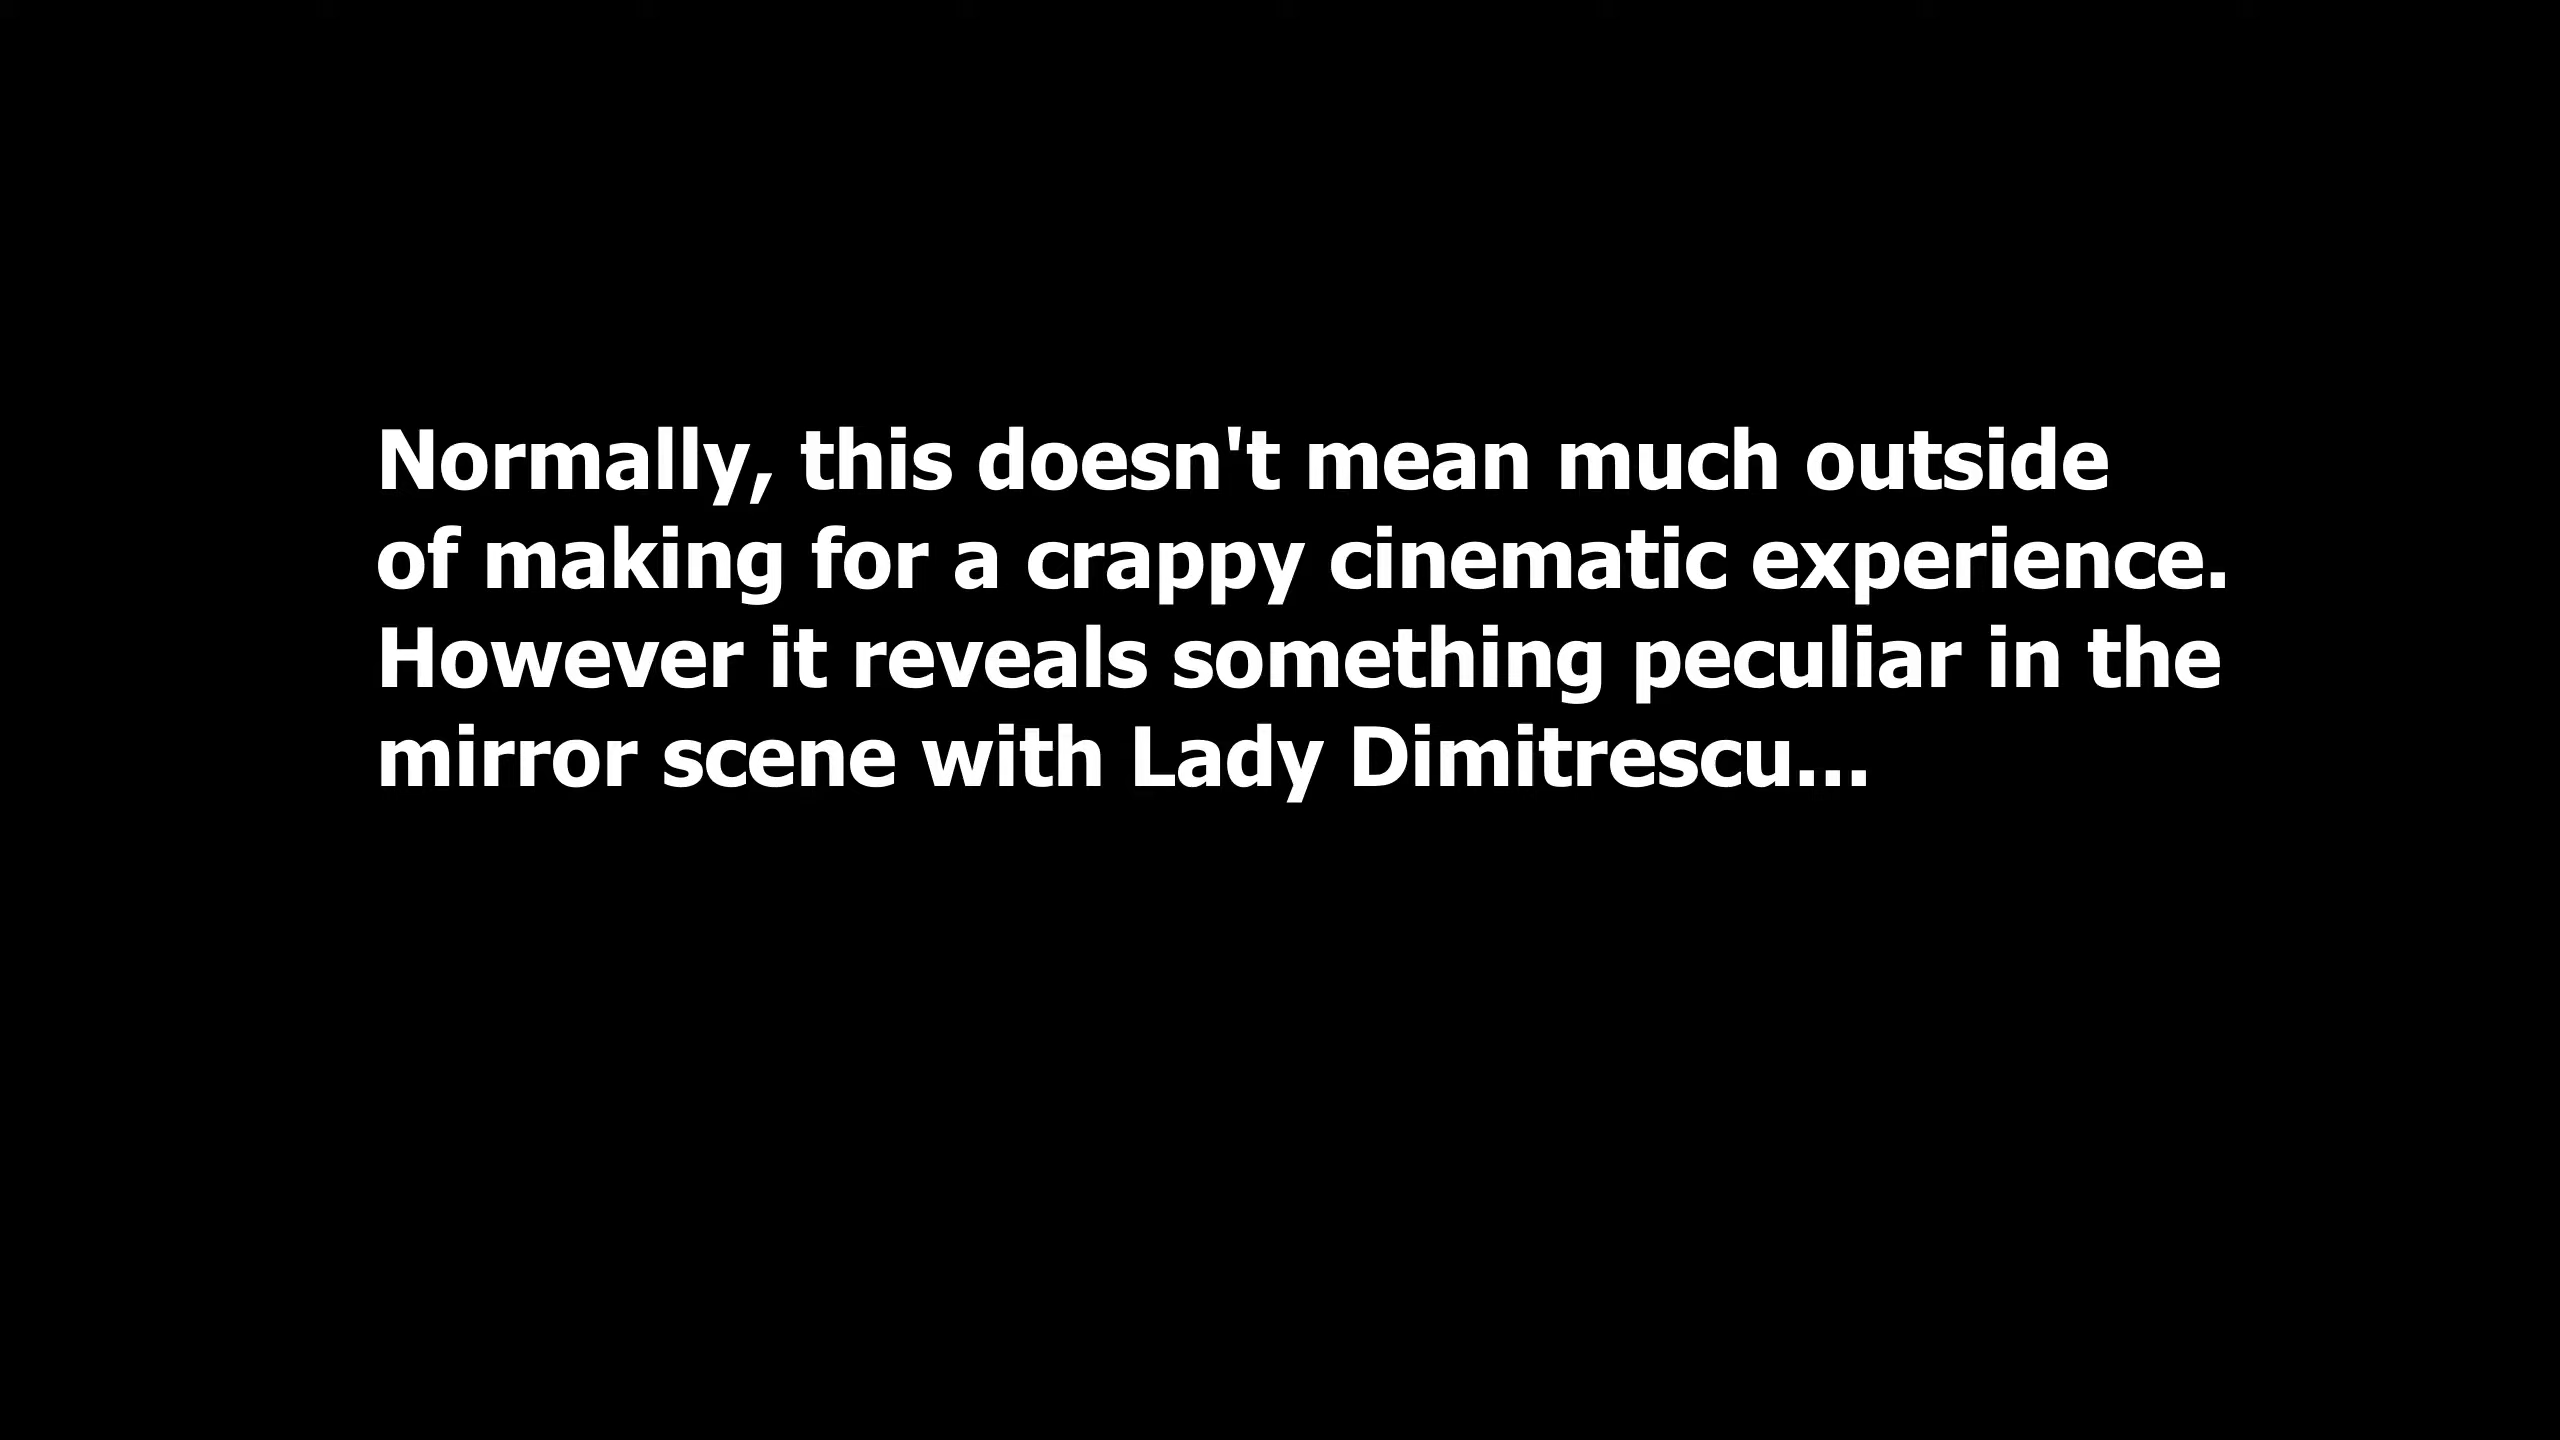 Normally, this doesn't mean much outside
of making for a crappy cinematic experience.
However it reveals something peculiar in the
mirror scene with Lady Dimitrescu...